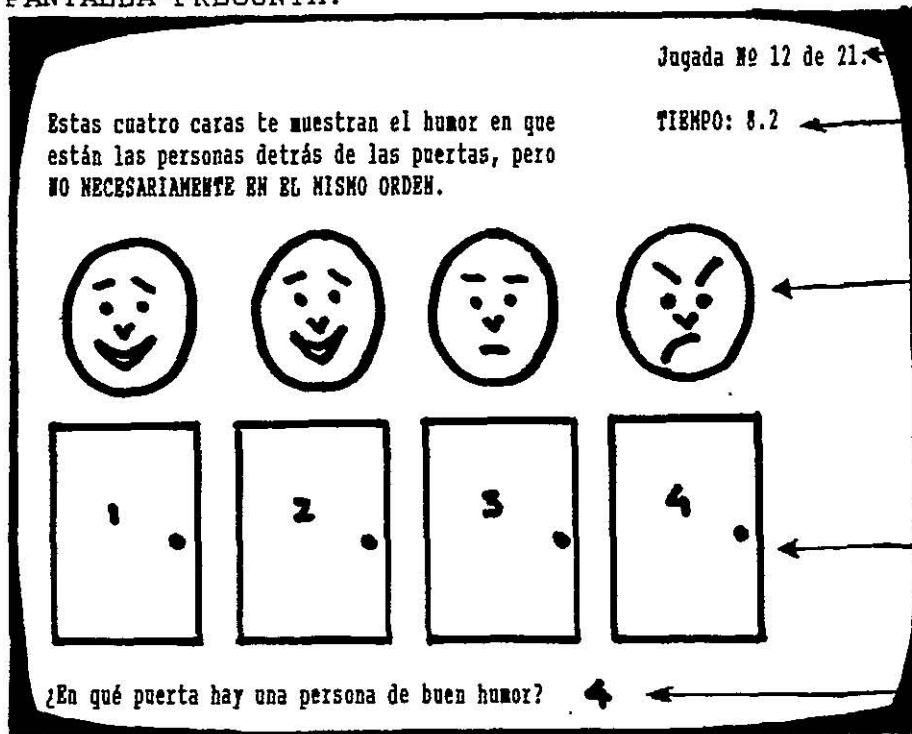 PANTALLA PREGUNTA:
Jugada Nº 12 de 21.
Estas cuatro caras te muestran el humor en que
están las personas detrás de las puertas, pero
NO NECESARIAMENTE EN EL MISMO ORDEN.
TIEMPO: 8.2
1 2 3 4
¿En qué puerta hay una persona de buen humor? 4